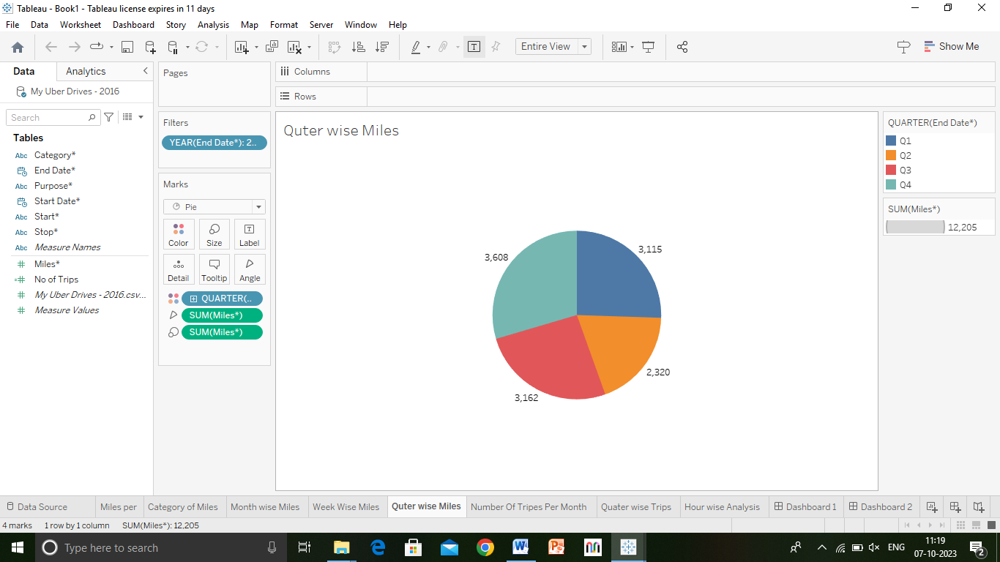 Tableau - Book1 - Tableau license expires in 11 days
File Data Worksheet Dashboard Story Analysis Map Format Server Window Help
Entire View
Show Me
Data Analytics
My Uber Drives - 2016
Search
Tables
Abc Category*
End Date*
Abc Purpose*
Start Date*
Abc Start*
Abc Stop*
Abc Measure Names
# Miles*
=# No of Trips
# My Uber Drives - 2016.csv...
# Measure Values
Pages
Filters
YEAR(End Date*): 2..
Marks
Pie
Color Size Label
Detail Tooltip Angle
QUARTER(..
SUM(Miles*)
SUM(Miles*)
Columns
Rows
Quter wise Miles
3,115
3,608
2,320
3,162
QUARTER(End Date*)
Q1
Q2
Q3
Q4
SUM(Miles*)
12,205
Data Source Miles per Category of Miles Month wise Miles Week Wise Miles Quter wise Miles Number Of Tripes Per Month Quater wise Trips Hour wise Analysis Dashboard 1 Dashboard 2
4 marks 1 row by 1 column SUM(Miles*): 12,205
Type here to search
ENG
11:19
07-10-2023
2